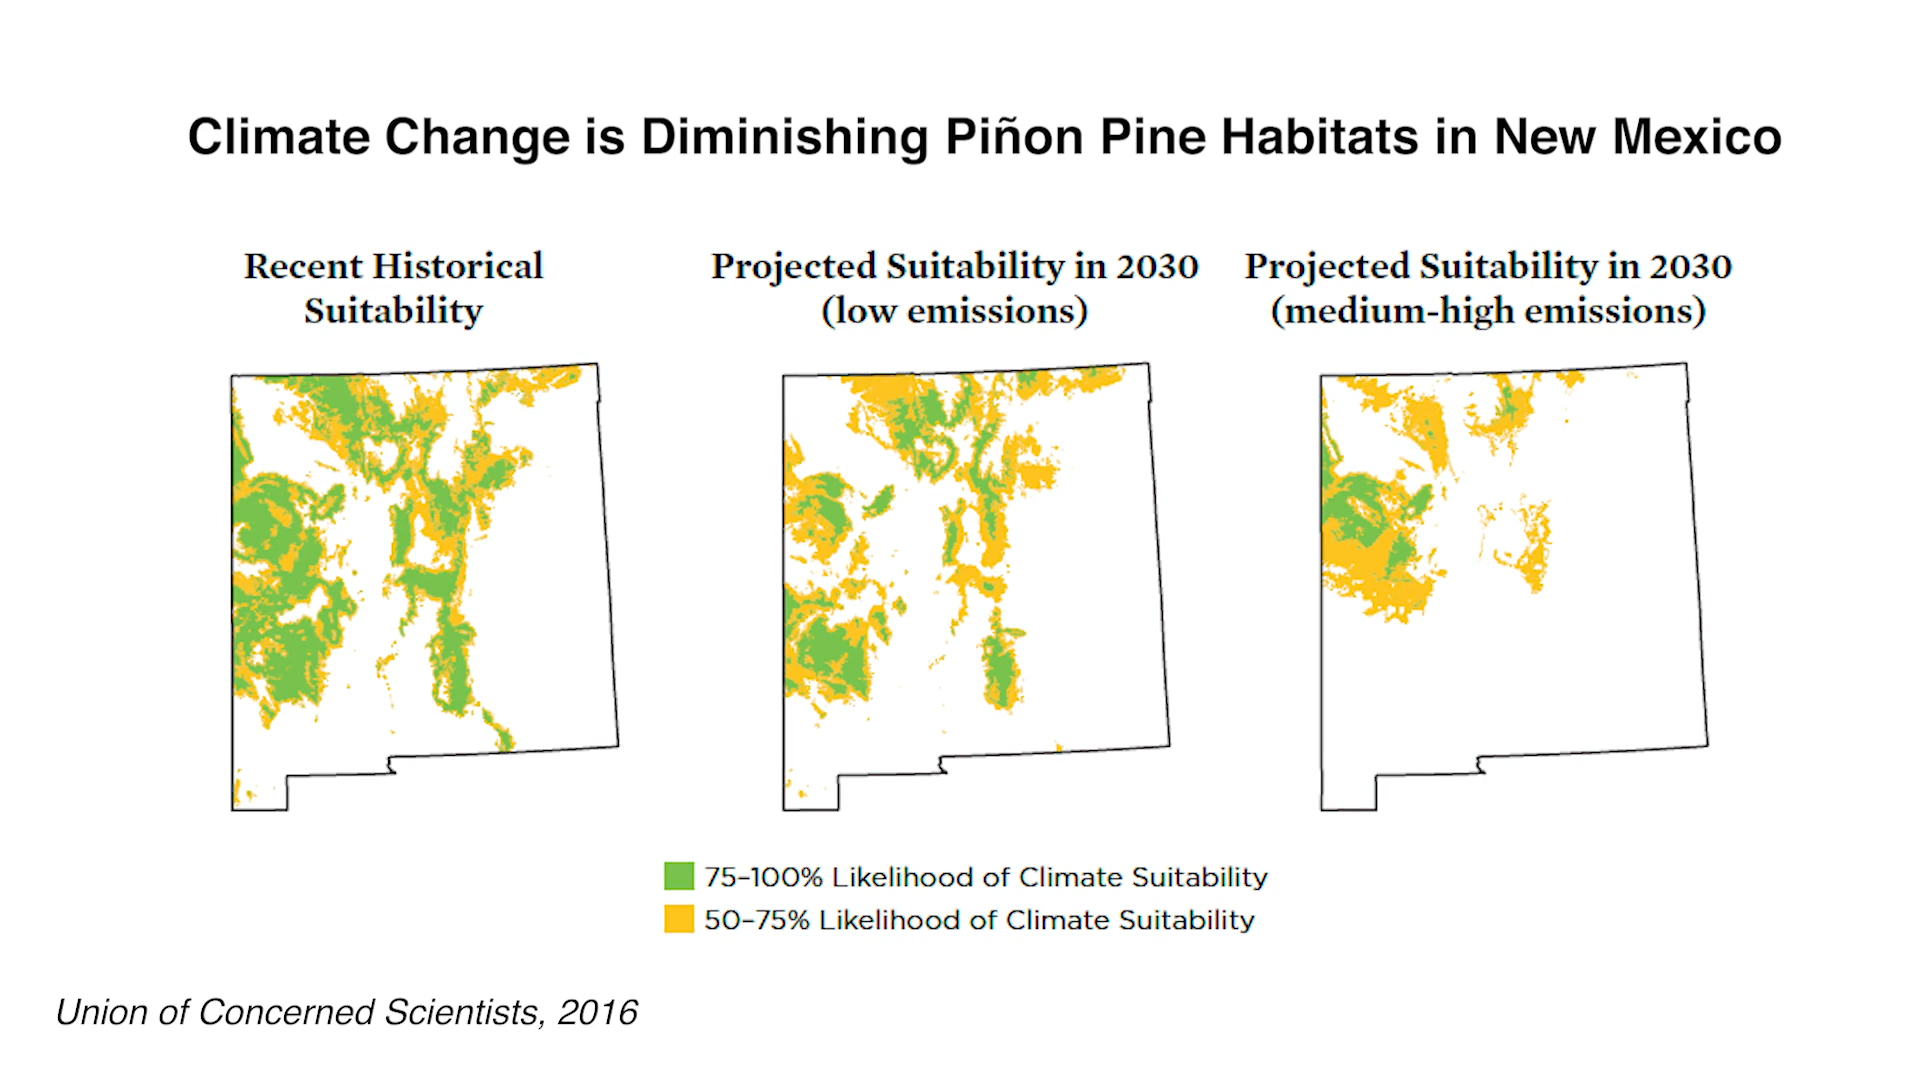 Climate Change is Diminishing Piñon Pine Habitats in New Mexico
Recent Historical
Suitability
Projected Suitability in 2030
(low emissions)
Projected Suitability in 2030
(medium-high emissions)
75–100% Likelihood of Climate Suitability
50–75% Likelihood of Climate Suitability
Union of Concerned Scientists, 2016